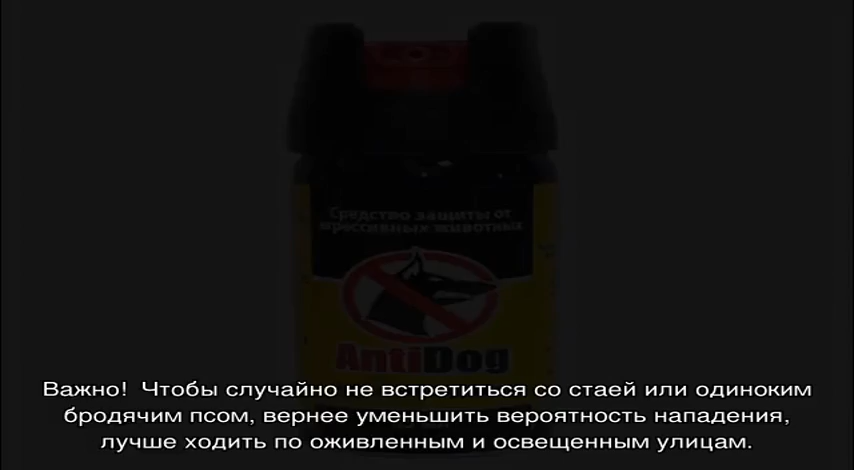 Средство защиты от
агрессивных животных
AntiDog
Важно! Чтобы случайно не встретиться со стаей или одиноким
бродячим псом, вернее уменьшить вероятность нападения,
лучше ходить по оживленным и освещенным улицам.